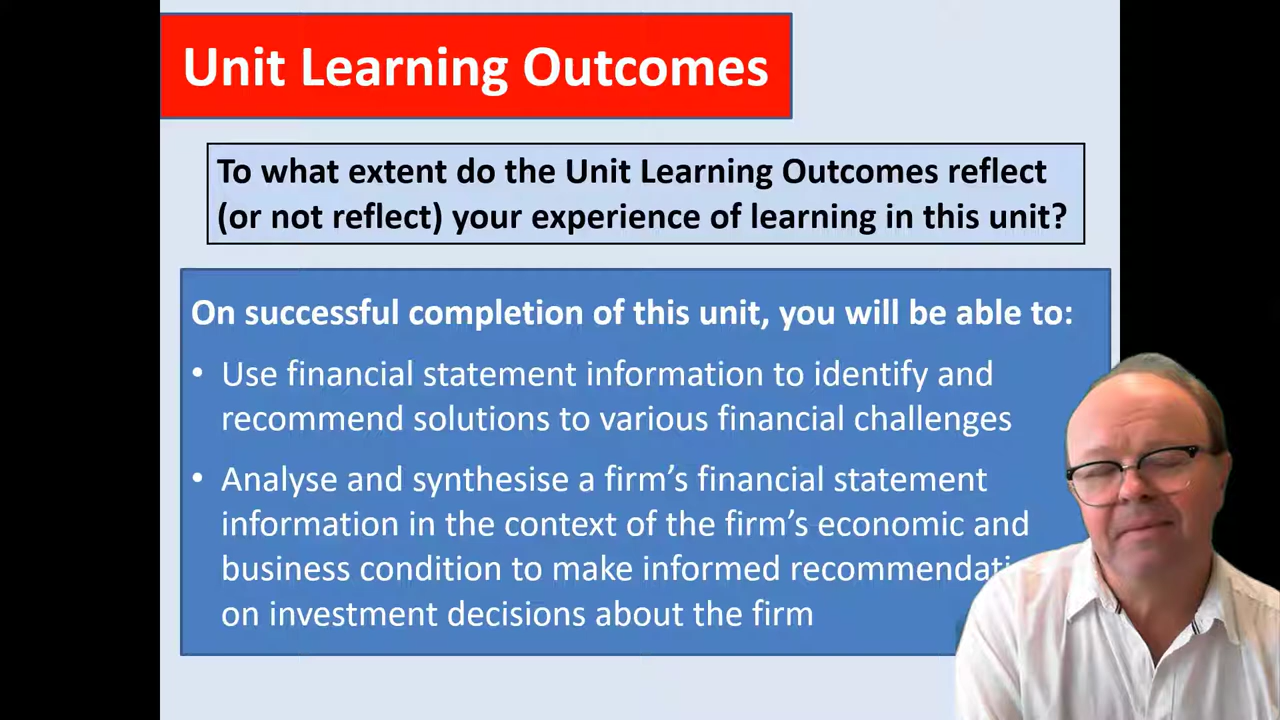 Unit Learning Outcomes
To what extent do the Unit Learning Outcomes reflect
(or not reflect) your experience of learning in this unit?
On successful completion of this unit, you will be able to:
• Use financial statement information to identify and
recommend solutions to various financial challenges
• Analyse and synthesise a firm’s financial statement
information in the context of the firm’s economic and
business condition to make informed
on investment decisions about the firm